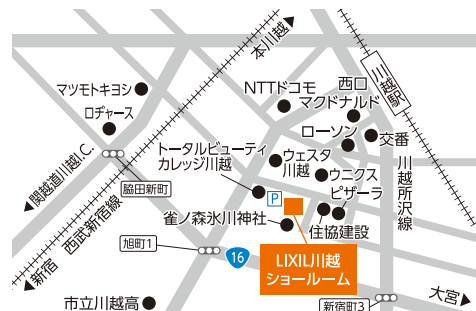 本川越
マツモトキヨシ
ロヂャース
NTTドコモ
西口
マクドナルド
川越駅
ローソン
交番
関越道川越I.C.
脇田新町
トータルビューティ
カレッジ川越
ウェスタ
川越
ウニクス
ピザーラ
川越所沢線
P
西武新宿線
新宿
雀ノ森氷川神社
住協建設
旭町1
16
LIXIL川越
ショールーム
市立川越高
新宿町3
大宮